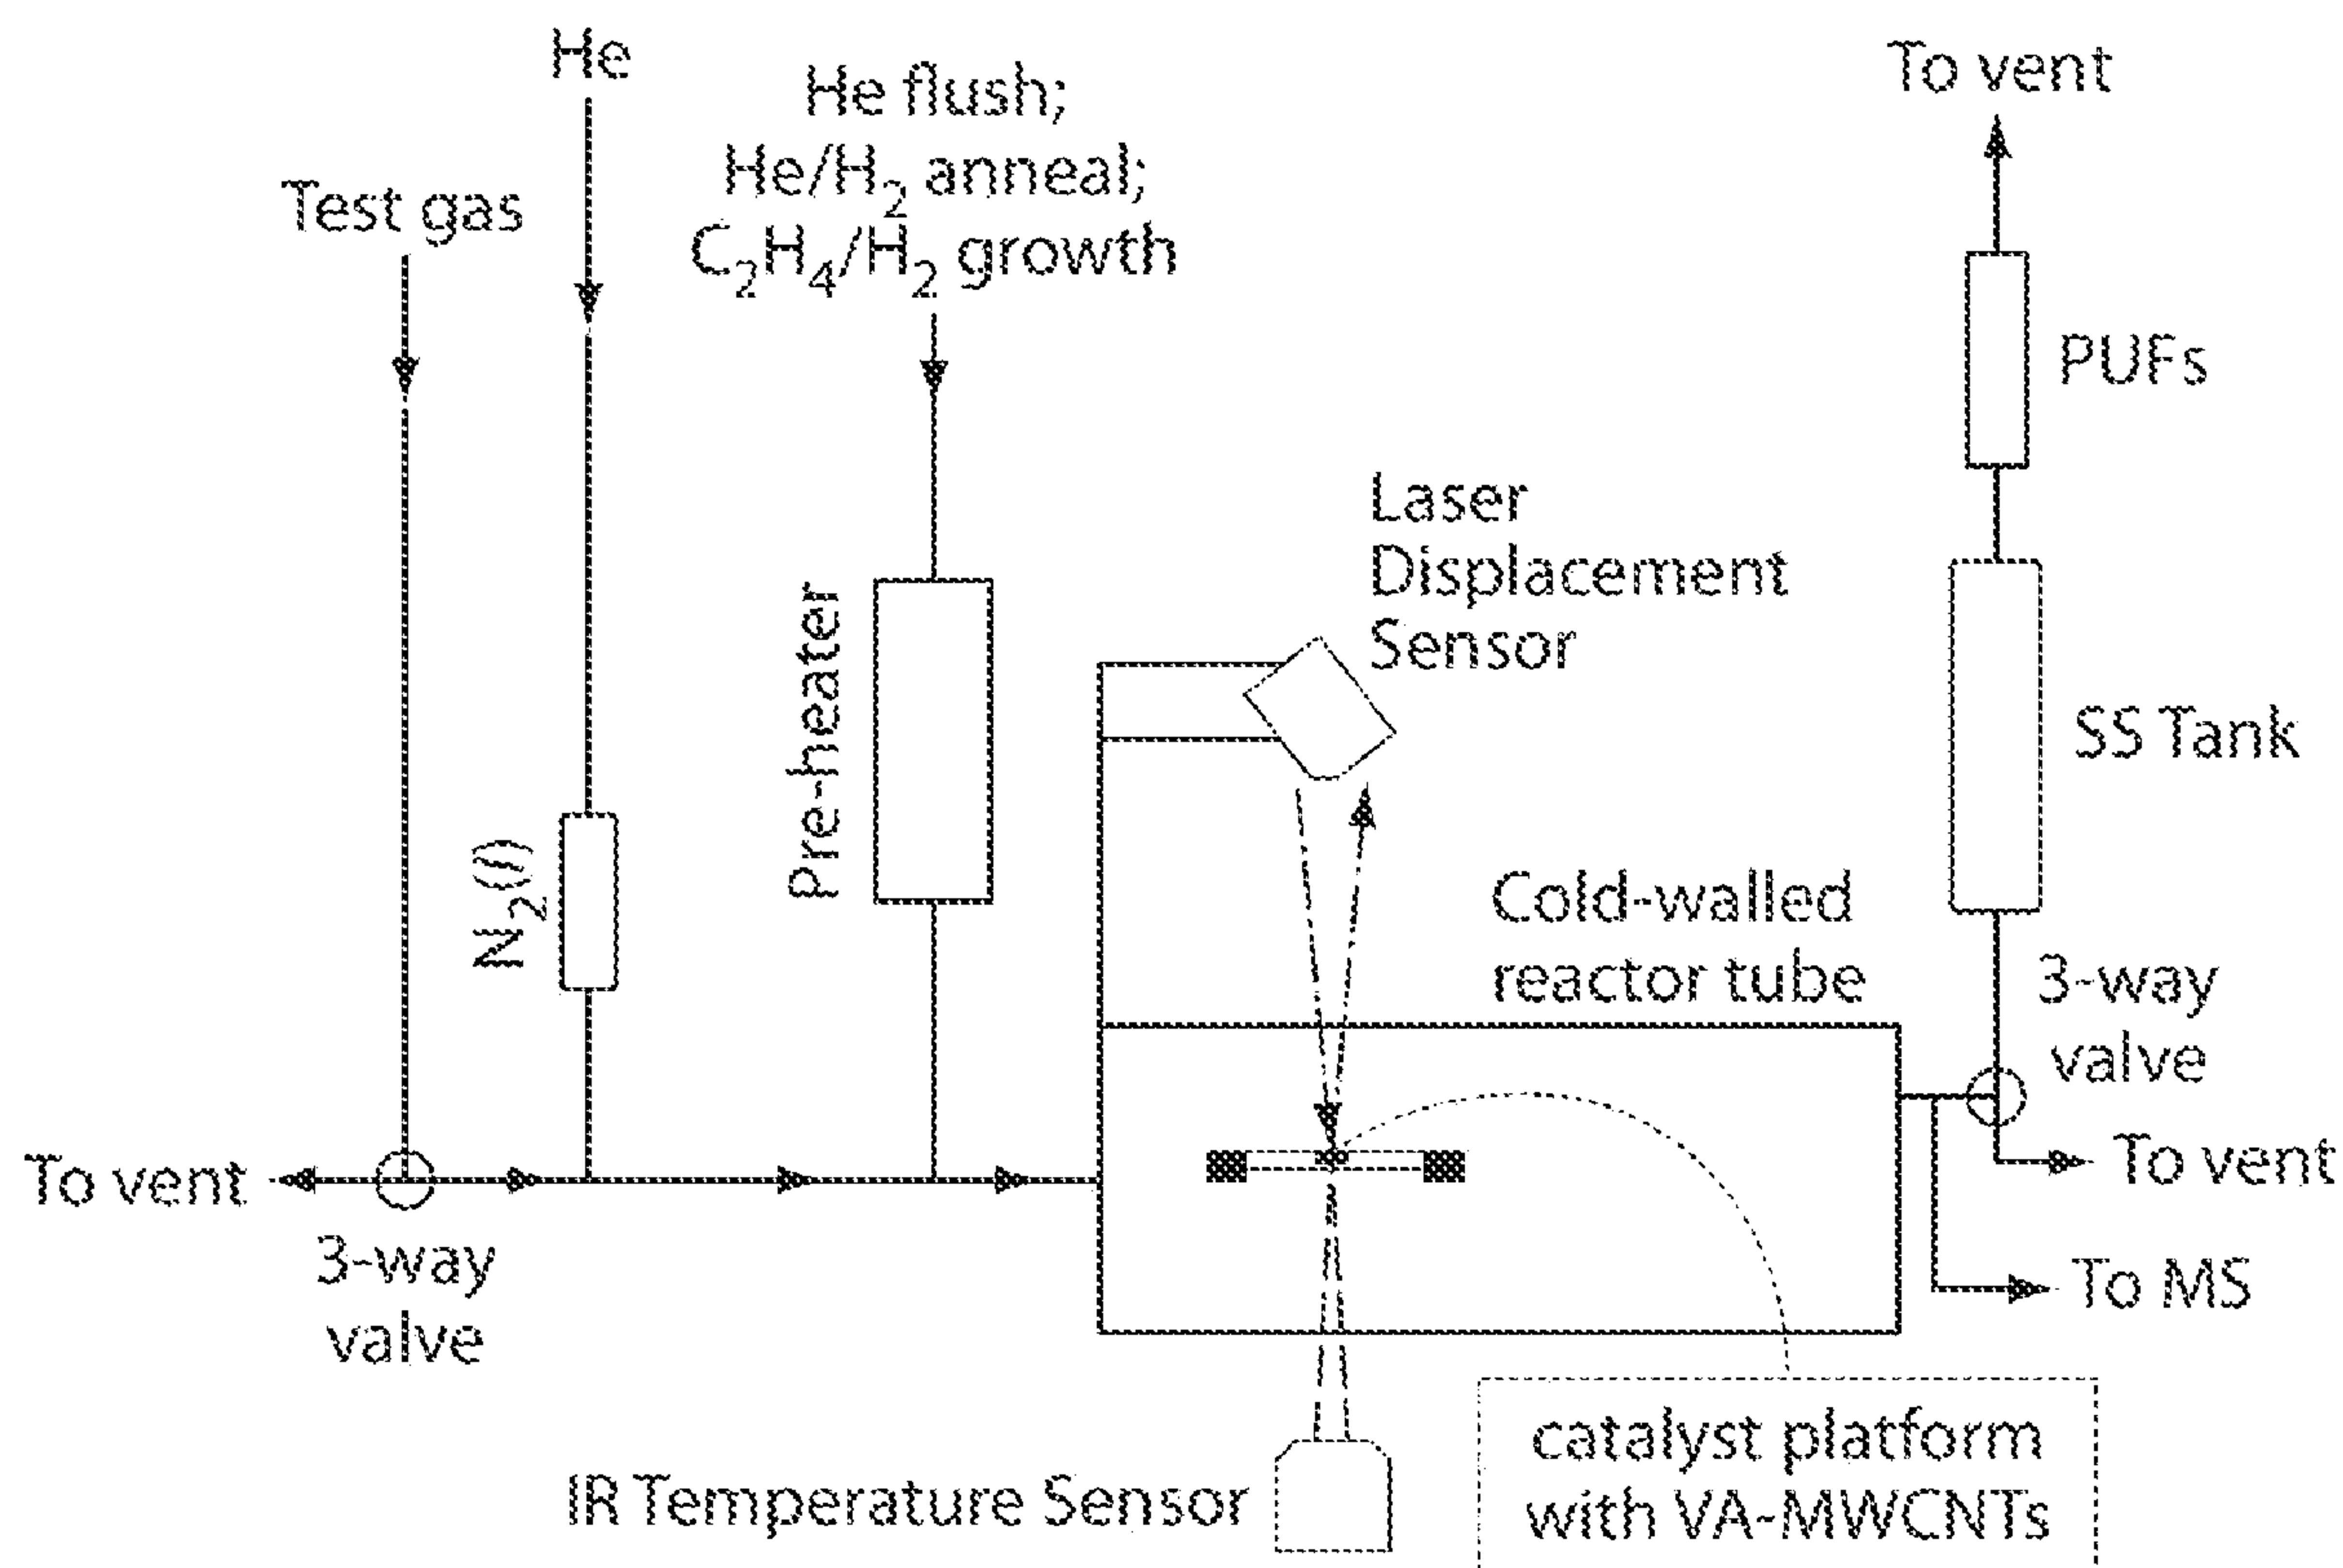 He
He flush;
He/H₂ anneal;
C₂H₄/H₂ growth
Test gas
To vent
PUFs
Laser
Displacement
Sensor
SS Tank
Pre-heater
N₂(l)
Cold-walled
reactor tube
3-way
valve
To vent
To vent
3-way
valve
To MS
IR Temperature Sensor
catalyst platform
with VA-MWCNTs